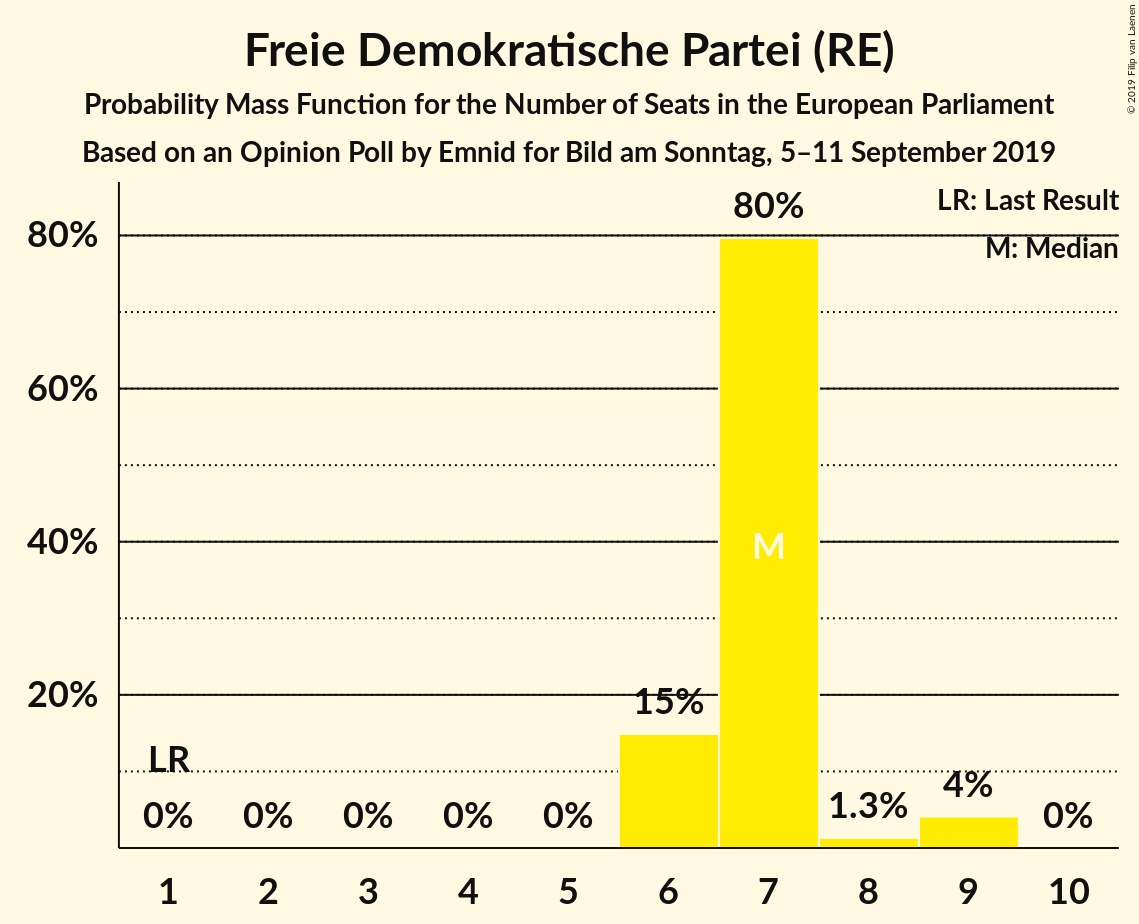 Freie Demokratische Partei (RE)
Probability Mass Function for the Number of Seats in the European Parliament
Based on an Opinion Poll by Emnid for Bild am Sonntag, 5–11 September 2019
© 2019 Filip van Laenen
LR: Last Result
M: Median
80%
60%
40%
20%
LR
0%
0%
0%
0%
0%
15%
80%
M
1.3%
4%
0%
1 2 3 4 5 6 7 8 9 10